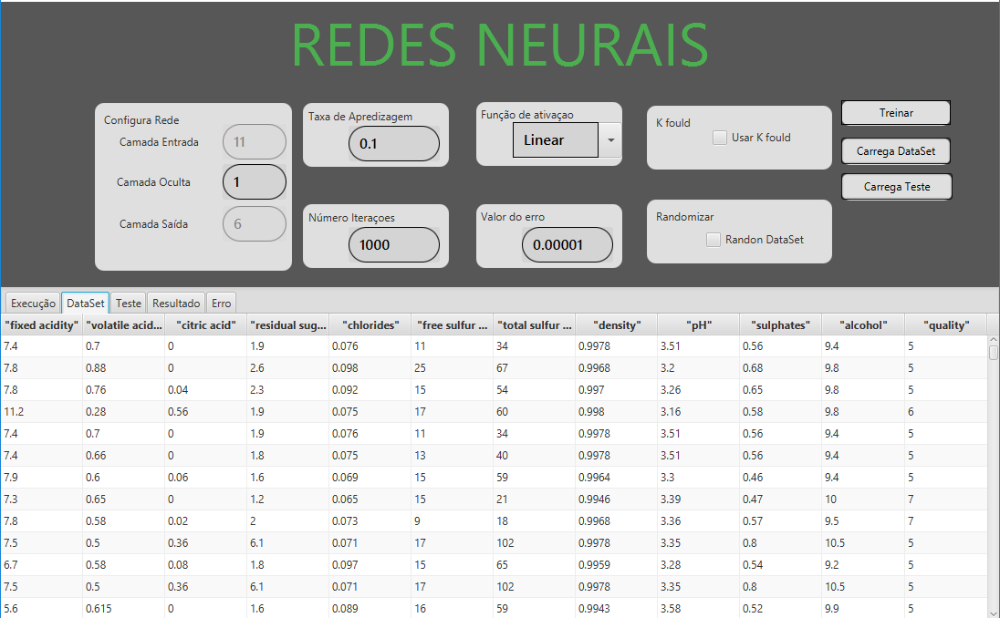 REDES NEURAIS
Configura Rede
Camada Entrada 11
Camada Oculta 1
Camada Saída 6
Taxa de Apredizagem
0.1
Número Iteraçoes
1000
Função de ativaçao
Linear
Valor do erro
0.00001
K fould
Usar K fould
Randomizar
Randon DataSet
Treinar
Carrega DataSet
Carrega Teste
Execução DataSet Teste Resultado Erro
"fixed acidity" "volatile acid... "citric acid" "residual sug... "chlorides" "free sulfur ... "total sulfur ... "density" "pH" "sulphates" "alcohol" "quality"
7.4 0.7 0 1.9 0.076 11 34 0.9978 3.51 0.56 9.4 5
7.8 0.88 0 2.6 0.098 25 67 0.9968 3.2 0.68 9.8 5
7.8 0.76 0.04 2.3 0.092 15 54 0.997 3.26 0.65 9.8 5
11.2 0.28 0.56 1.9 0.075 17 60 0.998 3.16 0.58 9.8 6
7.4 0.7 0 1.9 0.076 11 34 0.9978 3.51 0.56 9.4 5
7.4 0.66 0 1.8 0.075 13 40 0.9978 3.51 0.56 9.4 5
7.9 0.6 0.06 1.6 0.069 15 59 0.9964 3.3 0.46 9.4 5
7.3 0.65 0 1.2 0.065 15 21 0.9946 3.39 0.47 10 7
7.8 0.58 0.02 2 0.073 9 18 0.9968 3.36 0.57 9.5 7
7.5 0.5 0.36 6.1 0.071 17 102 0.9978 3.35 0.8 10.5 5
6.7 0.58 0.08 1.8 0.097 15 65 0.9959 3.28 0.54 9.2 5
7.5 0.5 0.36 6.1 0.071 17 102 0.9978 3.35 0.8 10.5 5
5.6 0.615 0 1.6 0.089 16 59 0.9943 3.58 0.52 9.9 5